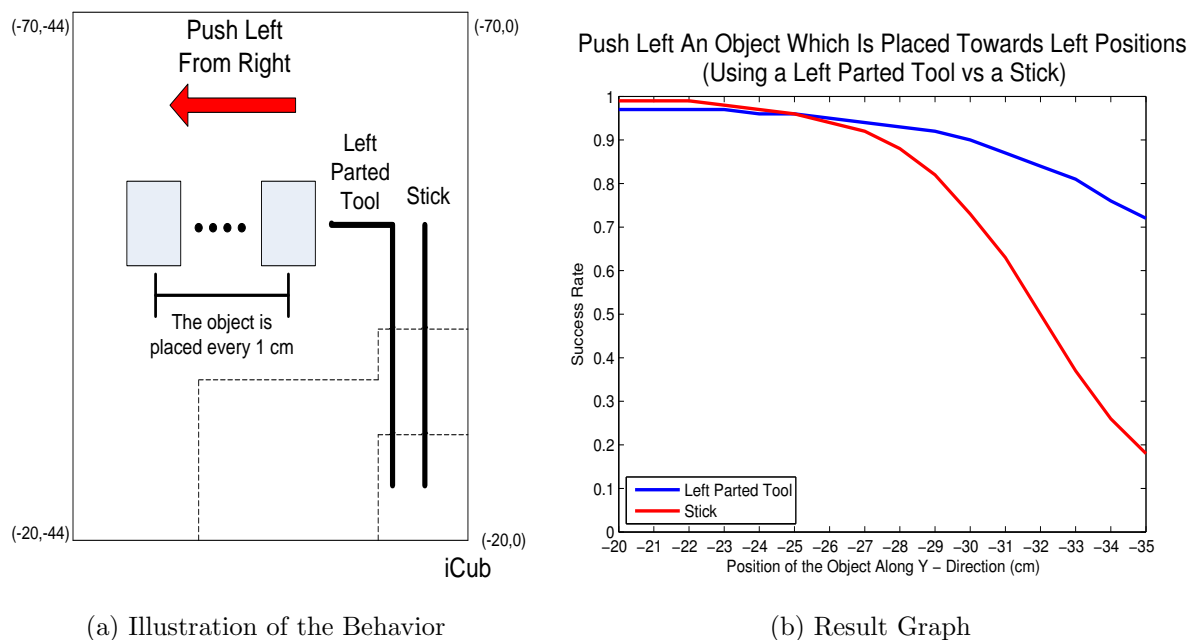 (-70,-44)
(-70,0)
Push Left
From Right
Left
Parted
Tool
Stick
The object is
placed every 1 cm
(-20,-44)
(-20,0)
iCub
(a) Illustration of the Behavior
Push Left An Object Which Is Placed Towards Left Positions
(Using a Left Parted Tool vs a Stick)
1
0.9
0.8
0.7
0.6
0.5
0.4
0.3
0.2
0.1
0
Success Rate
Left Parted Tool
Stick
−20 −21 −22 −23 −24 −25 −26 −27 −28 −29 −30 −31 −32 −33 −34 −35
Position of the Object Along Y − Direction (cm)
(b) Result Graph